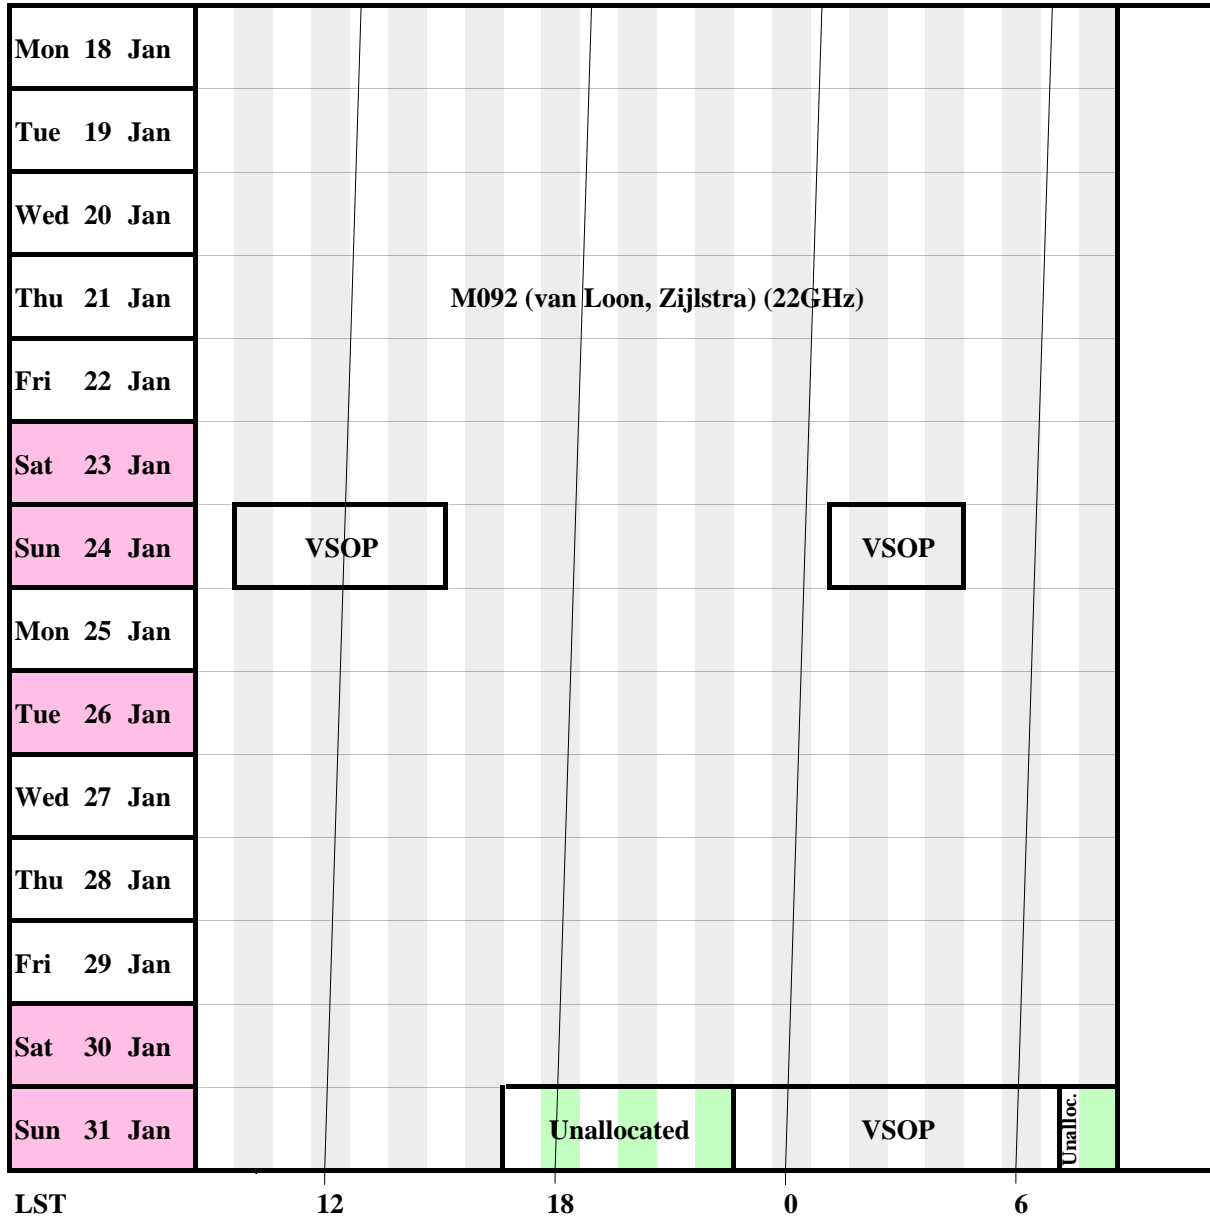 Mon 18 Jan
Tue 19 Jan
Wed 20 Jan
Thu 21 Jan M092 (van Loon, Zijlstra) (22GHz)
Fri 22 Jan
Sat 23 Jan
Sun 24 Jan VSOP VSOP
Mon 25 Jan
Tue 26 Jan
Wed 27 Jan
Thu 28 Jan
Fri 29 Jan
Sat 30 Jan
Sun 31 Jan Unallocated VSOP Unalloc.
LST 12 18 0 6